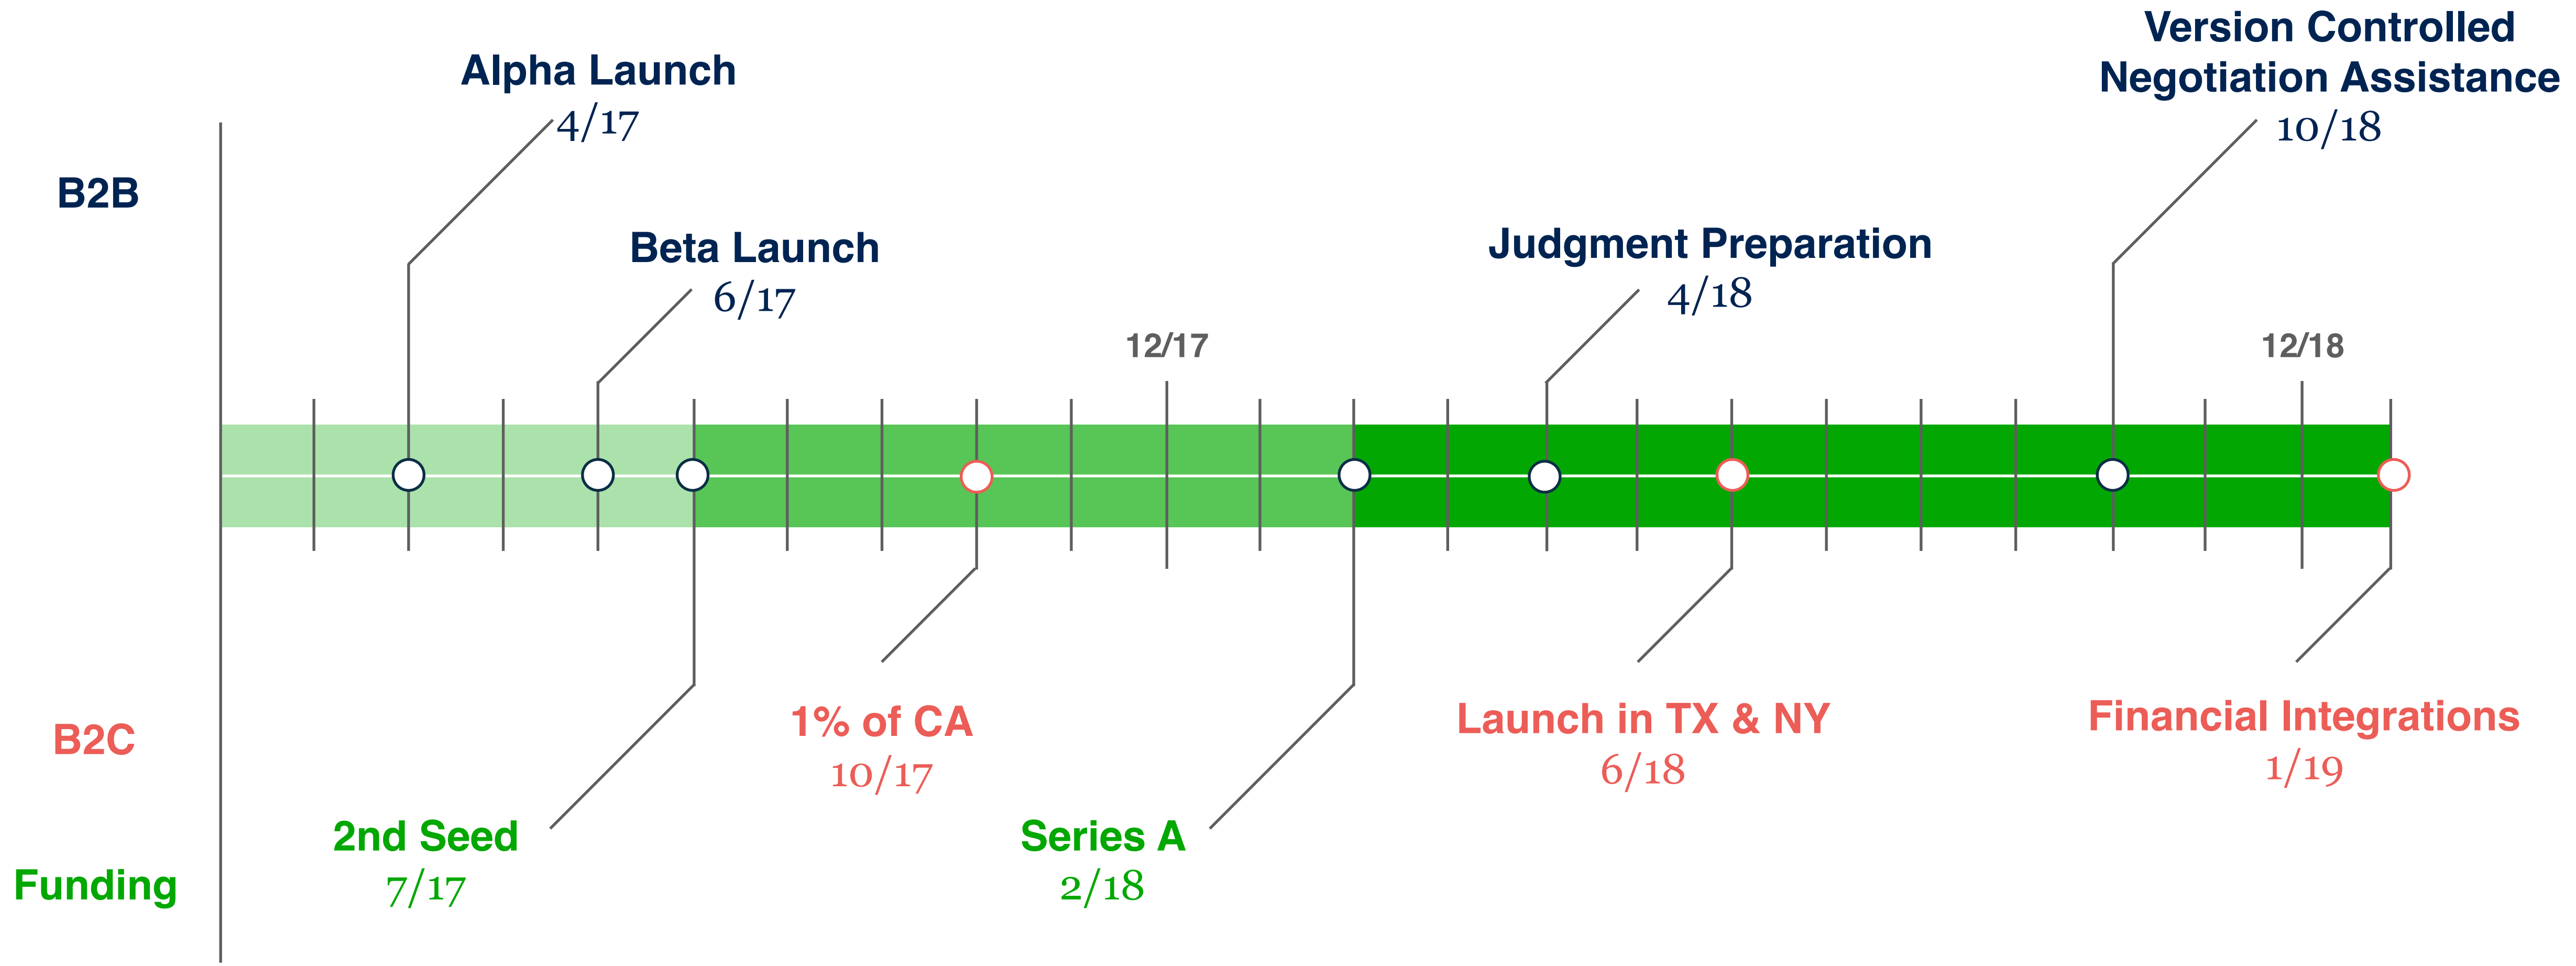 Version Controlled
Negotiation Assistance
10/18
Alpha Launch
4/17
B2B
Beta Launch
6/17
Judgment Preparation
4/18
12/17
12/18
B2C
1% of CA
10/17
Launch in TX & NY
6/18
Financial Integrations
1/19
2nd Seed
7/17
Series A
2/18
Funding